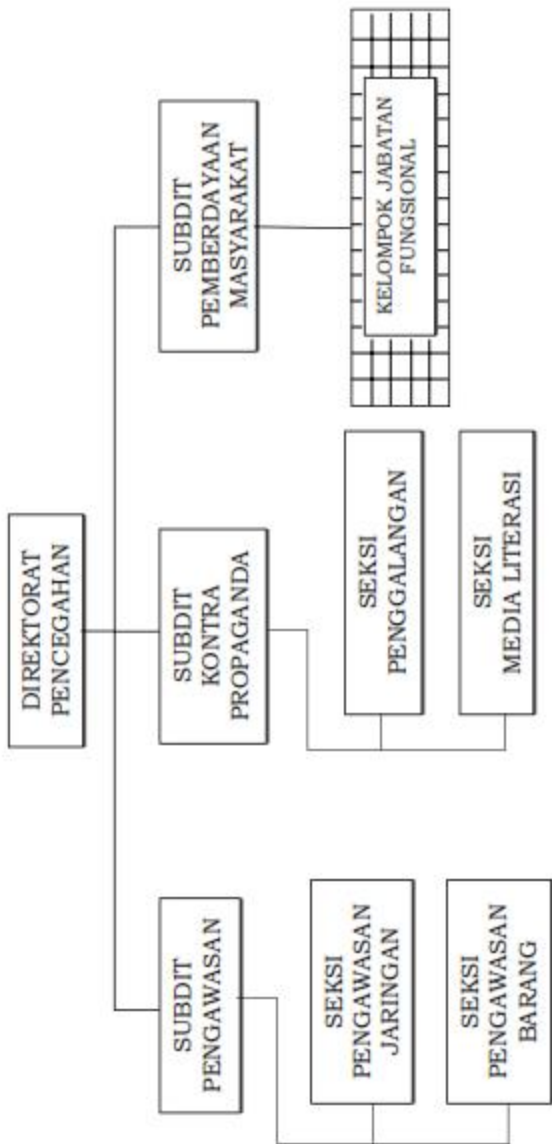 DIREKTORAT
PENCEGAHAN
SUBDIT
PENGAWASAN
SUBDIT
KONTRA
PROPAGANDA
SUBDIT
PEMBERDAYAAN
MASYARAKAT
SEKSI
PENGAWASAN
JARINGAN
SEKSI
PENGAWASAN
BARANG
SEKSI
PENGGALANGAN
SEKSI
MEDIA LITERASI
KELOMPOK JABATAN
FUNGSIONAL